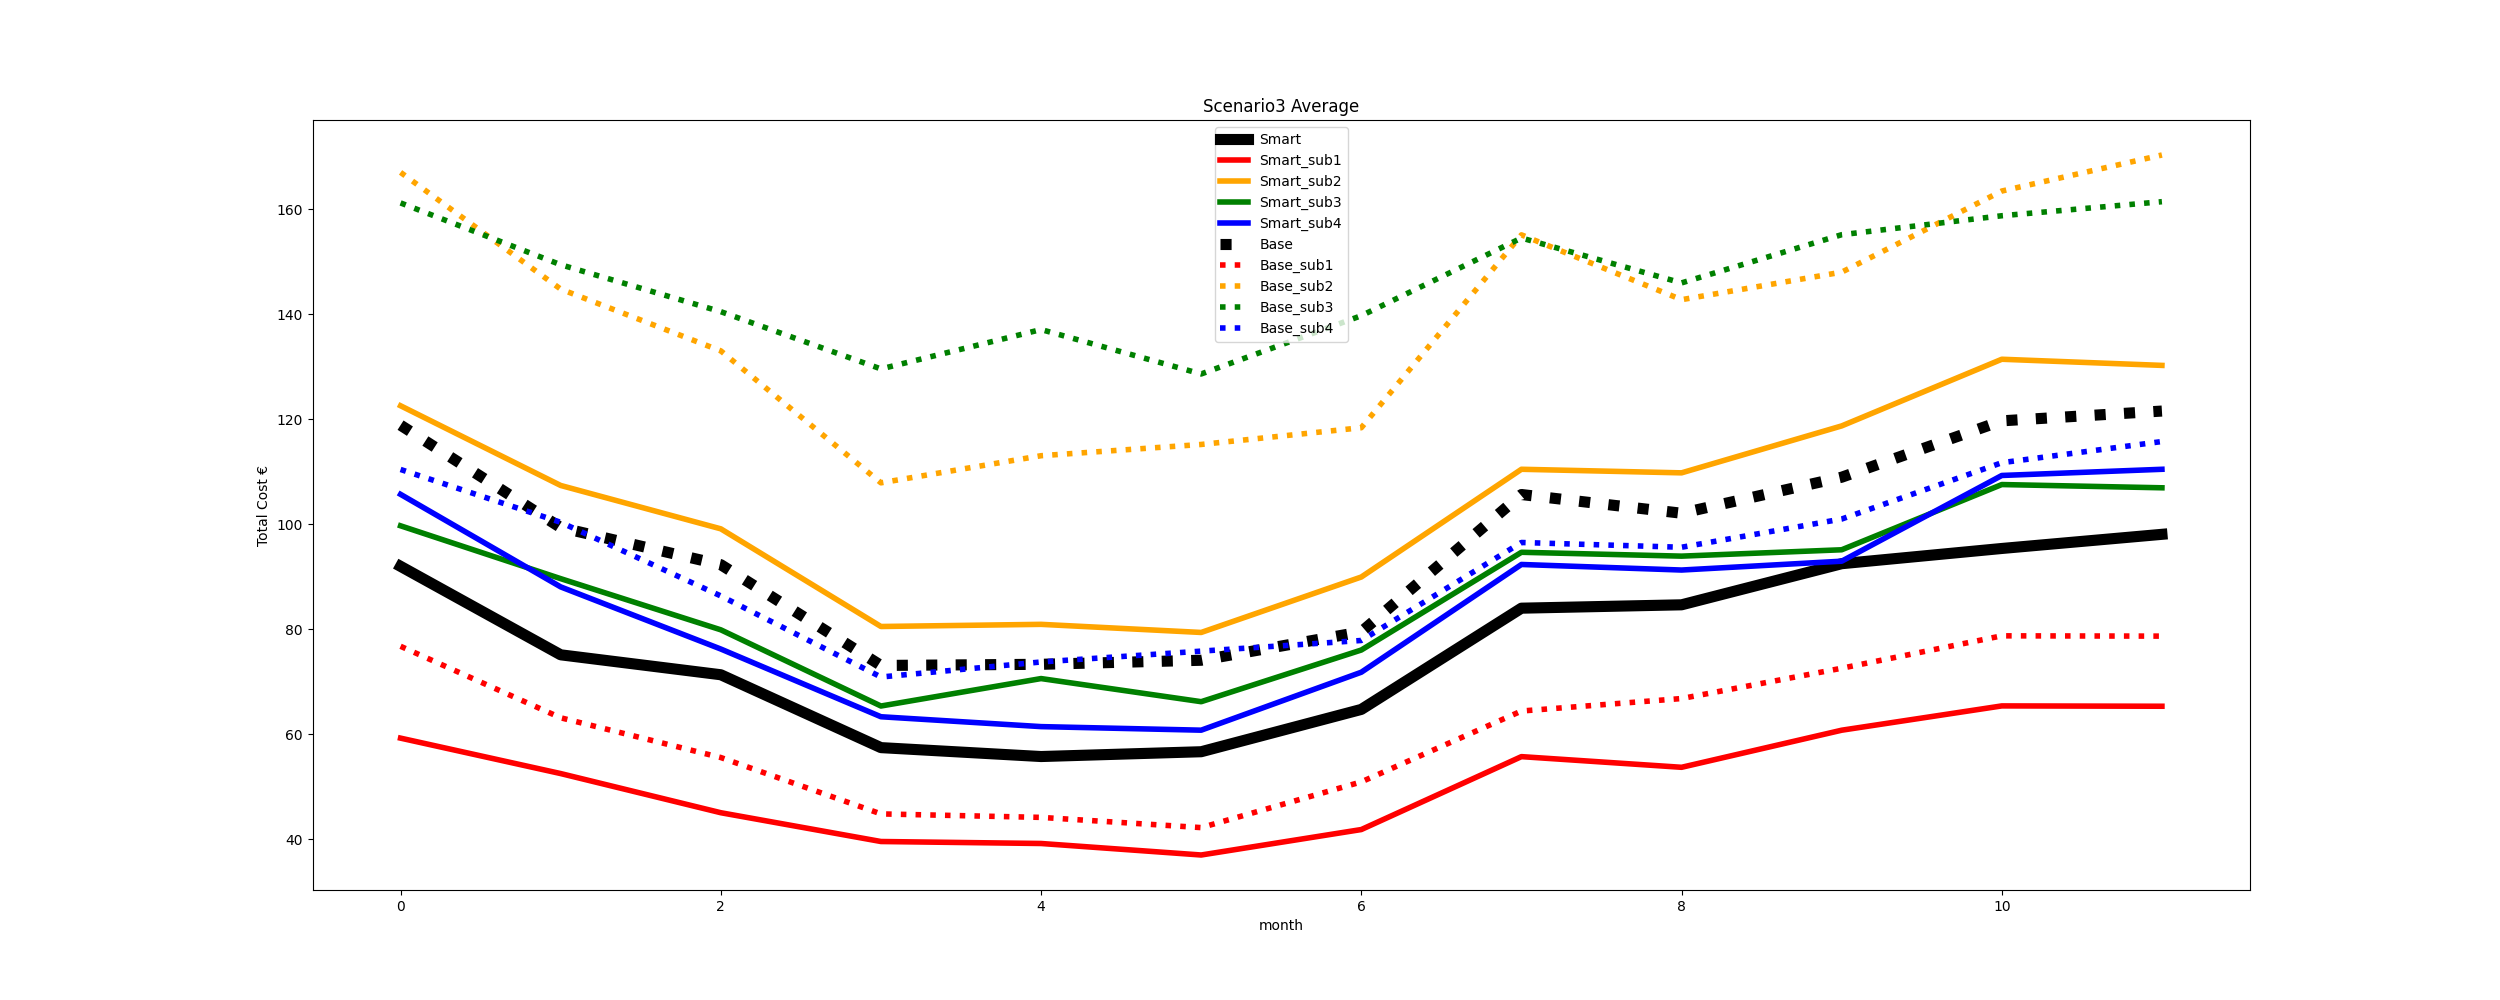 Scenario3 Average
Smart
Smart_sub1
Smart_sub2
Smart_sub3
Smart_sub4
Base
Base_sub1
Base_sub2
Base_sub3
Base_sub4
Total Cost €
160
140
120
100
80
60
40
0 2 4 6 8 10
month